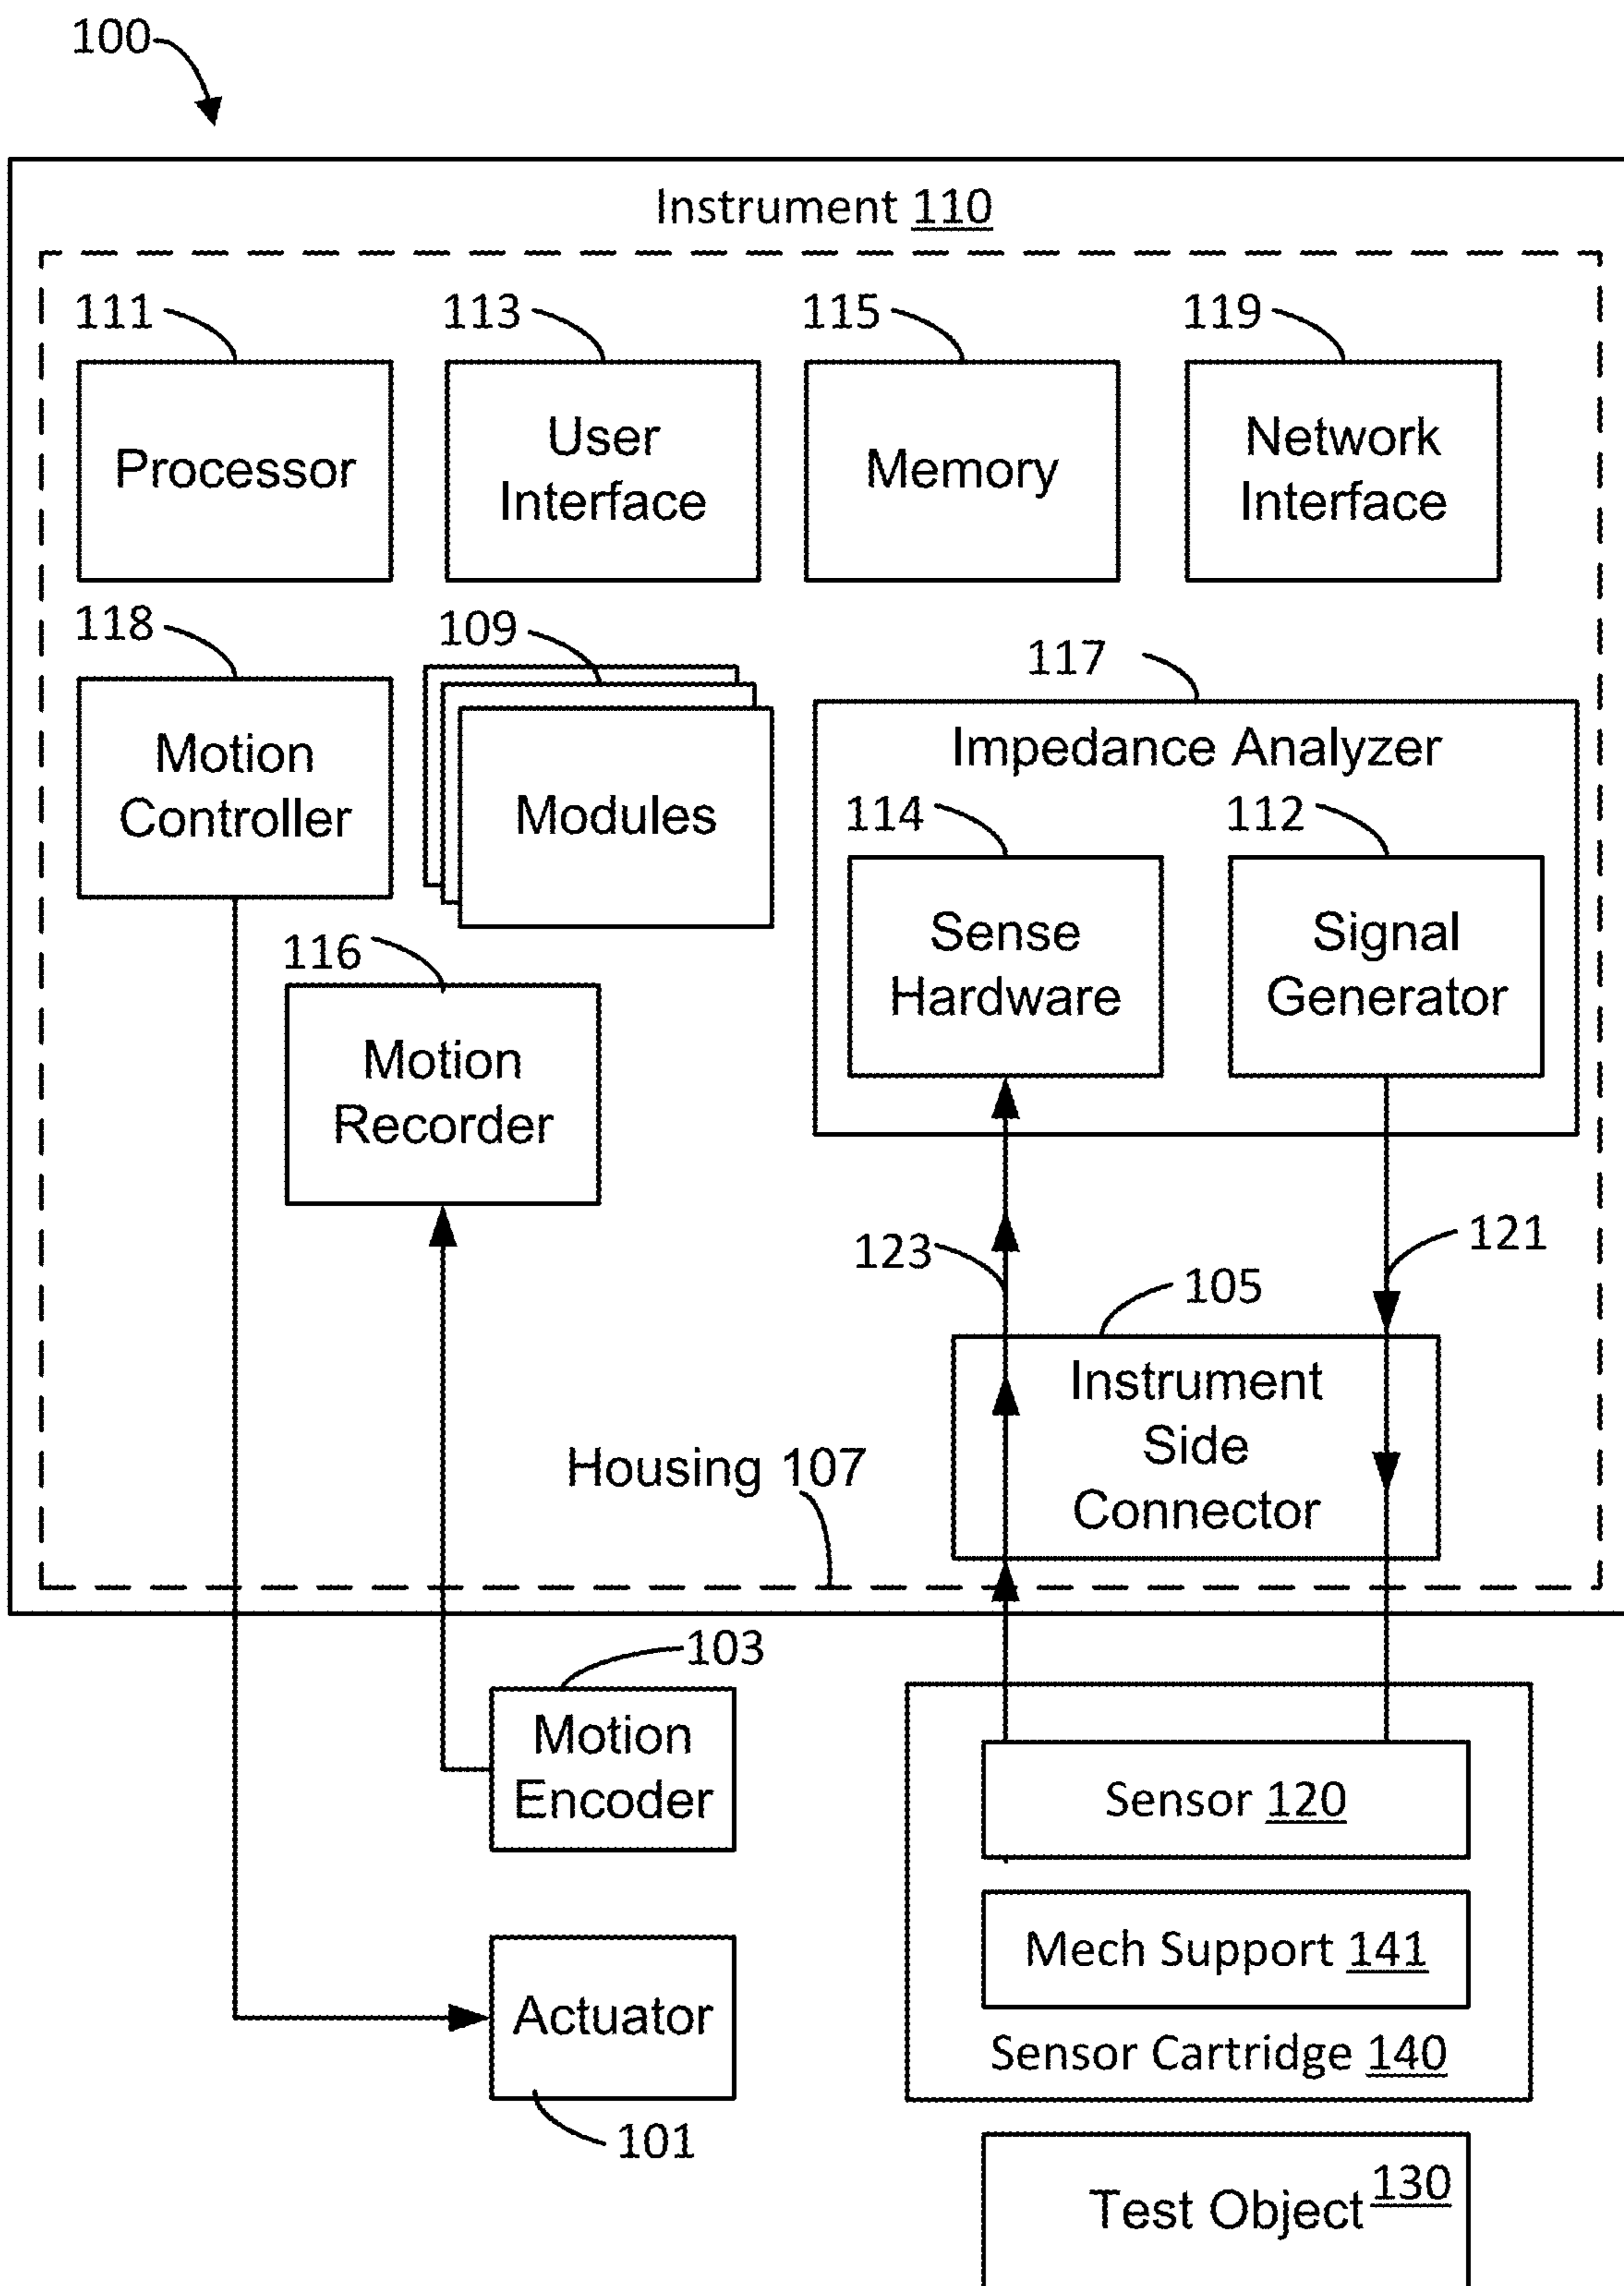 100
Instrument 110
111
113
115
119
Processor
User
Interface
Memory
Network
Interface
118
109
117
Motion
Controller
Modules
Impedance Analyzer
114
112
Sense
Hardware
Signal
Generator
116
Motion
Recorder
123
121
105
Instrument
Side
Connector
Housing 107
103
Motion
Encoder
Sensor 120
Mech Support 141
Sensor Cartridge 140
Actuator
101
Test Object 130